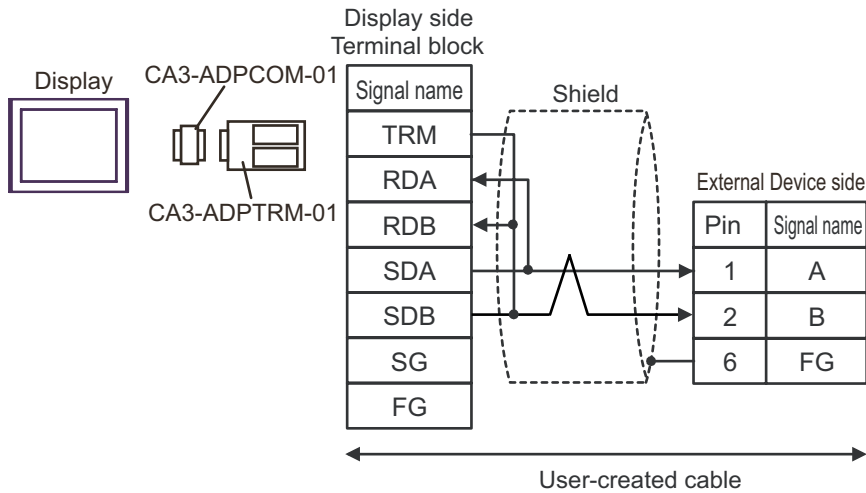 Display side
Terminal block
Display
CA3-ADPCOM-01
CA3-ADPTRM-01
Signal name
TRM
RDA
RDB
SDA
SDB
SG
FG
Shield
External Device side
Pin Signal name
1 A
2 B
6 FG
User-created cable